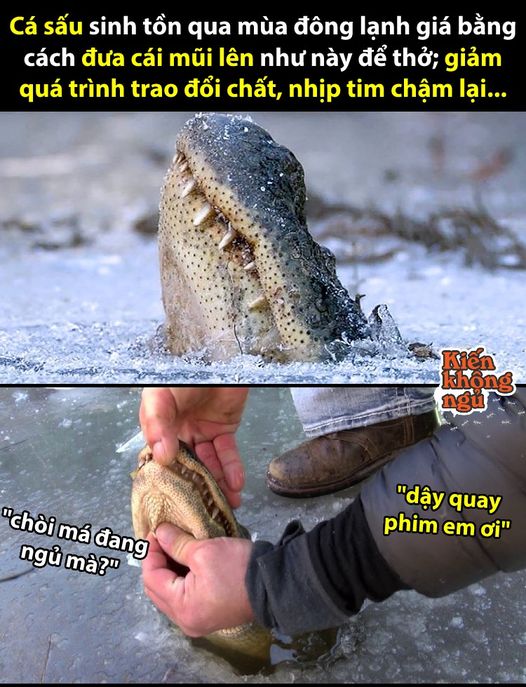 Cá sấu sinh tồn qua mùa đông lạnh giá bằng
cách đưa cái mũi lên như này để thở; giảm
quá trình trao đổi chất, nhịp tim chậm lại...
Kiến
không
ngủ
"chòi má đang
ngủ mà?"
"dậy quay
phim em ơi"